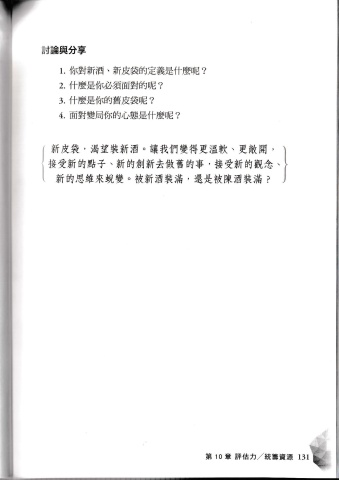 討論與分享
1. 你對新酒、新皮袋的定義是什麼呢？
2. 什麼是你必須面對的呢？
3. 什麼是你的舊皮袋呢？
4. 面對變局你的心態是什麼呢？
新皮袋，渴望裝新酒。讓我們變得更溫軟、更敞開，
接受新的點子、新的創新去做舊的事，接受新的觀念、
新的思維來蛻變。被新酒裝滿，還是被陳酒裝滿？
第 10 章 評估力／統籌資源 131